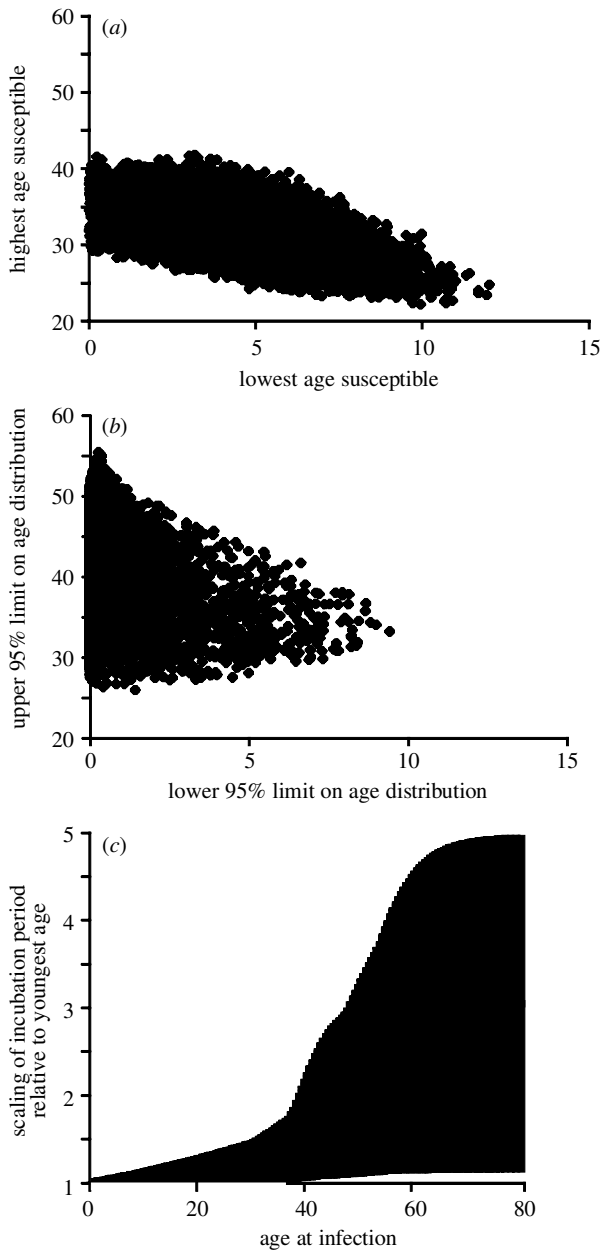 (a)
60
50
40
30
20
highest age susceptible
0 5 10 15
lowest age susceptible
(b)
60
50
40
30
20
upper 95% limit on age distribution
0 5 10 15
lower 95% limit on age distribution
(c)
5
4
3
2
1
scaling of incubation period
relative to youngest age
0 20 40 60 80
age at infection